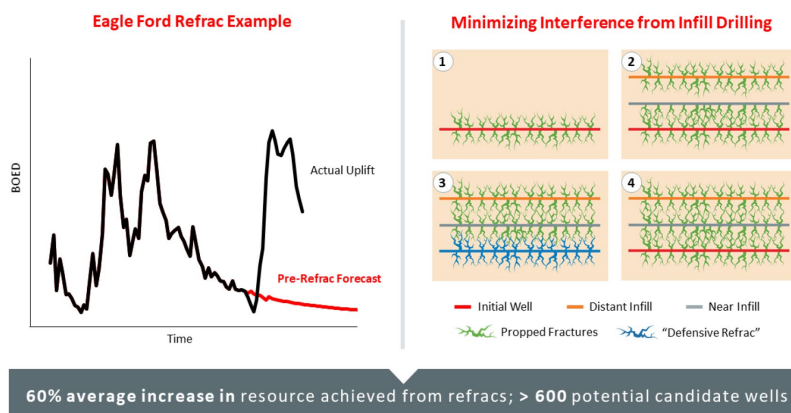 Eagle Ford Refrac Example
BOED
Actual Uplift
Pre-Refrac Forecast
Time
Minimizing Interference from Infill Drilling
1
2
3
4
Initial Well
Distant Infill
Near Infill
Propped Fractures
“Defensive Refrac”
60% average increase in resource achieved from refracs; > 600 potential candidate wells